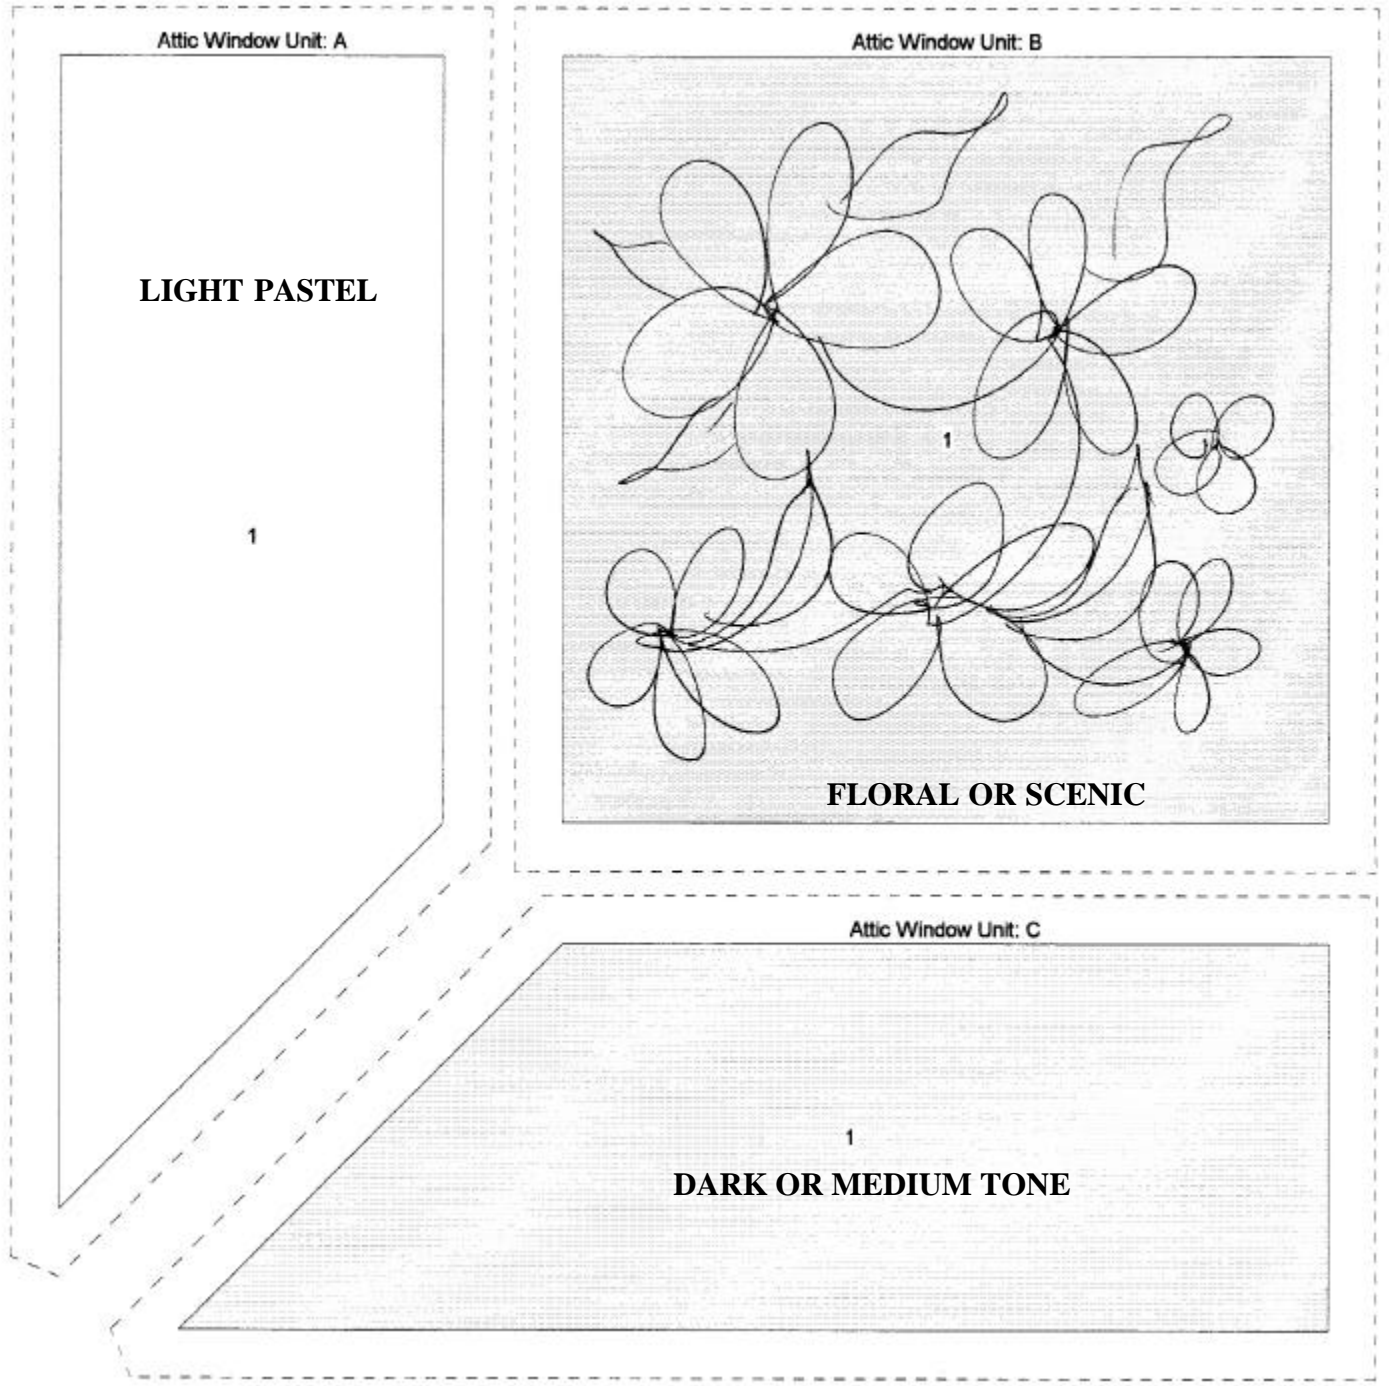 Attic Window Unit: A
LIGHT PASTEL
1
Attic Window Unit: B
1
FLORAL OR SCENIC
Attic Window Unit: C
1
DARK OR MEDIUM TONE